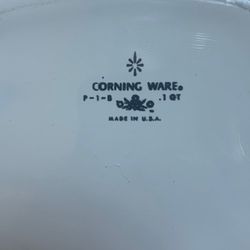 CORNING WARE®
P-1-B .1 QT
MADE IN U.S.A.